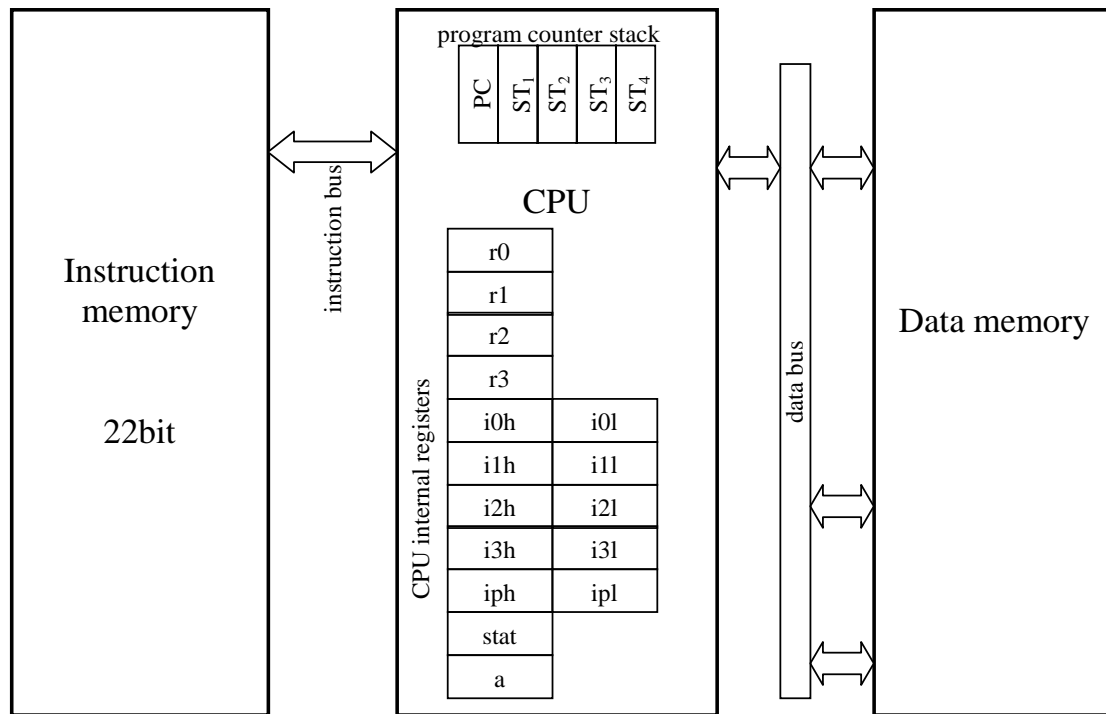 program counter stack
PC
ST1
ST2
ST3
ST4
CPU
Instruction
memory
22bit
instruction bus
CPU internal registers
r0
r1
r2
r3
i0h
i0l
i1h
i1l
i2h
i2l
i3h
i3l
iph
ipl
stat
a
data bus
Data memory